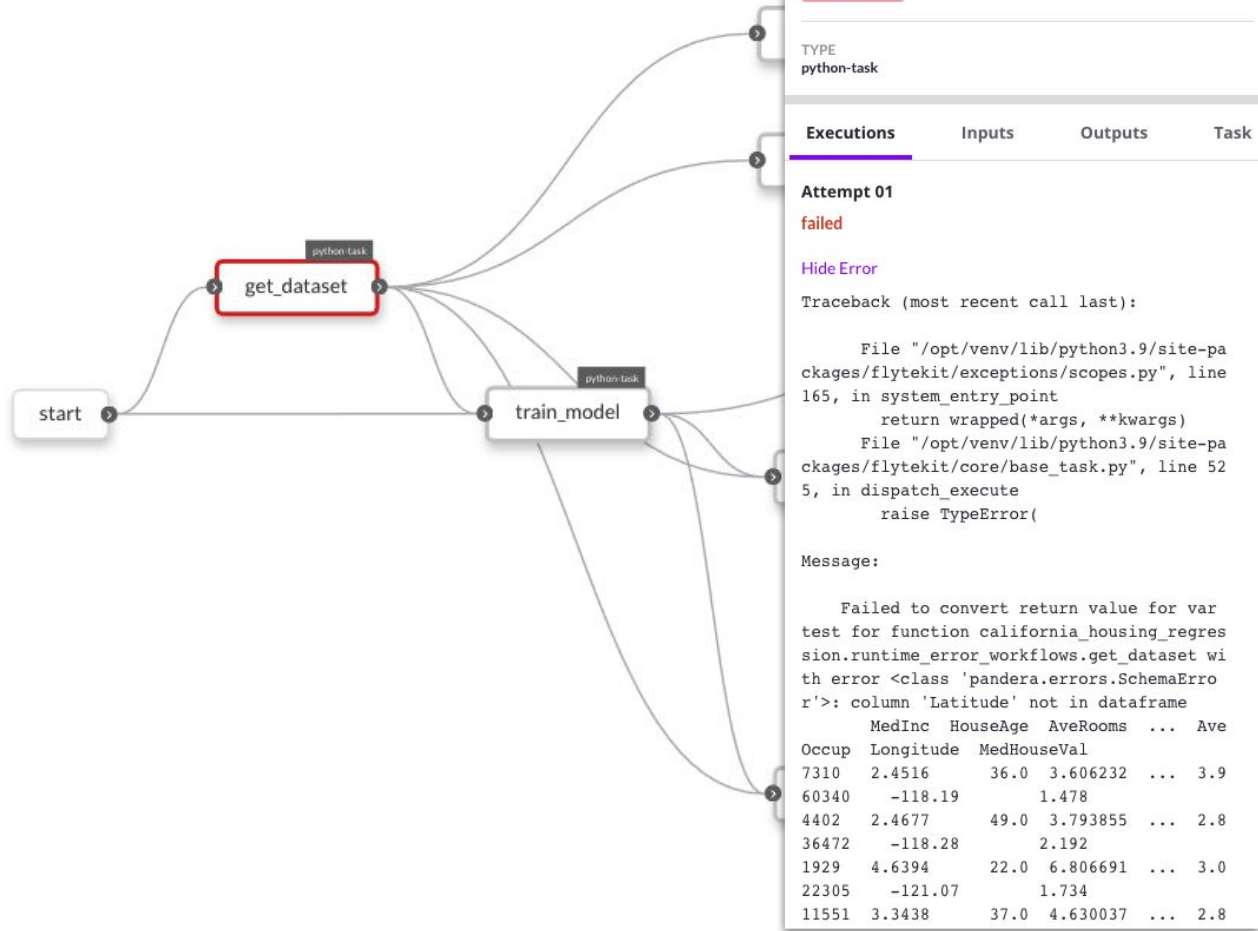 python-task
get_dataset
python-task
start
train_model
TYPE
python-task
Executions Inputs Outputs Task
Attempt 01
failed
Hide Error
Traceback (most recent call last):
File "/opt/venv/lib/python3.9/site-pa
ckages/flytekit/exceptions/scopes.py", line
165, in system_entry_point
return wrapped(*args, **kwargs)
File "/opt/venv/lib/python3.9/site-pa
ckages/flytekit/core/base_task.py", line 52
5, in dispatch_execute
raise TypeError(
Message:
Failed to convert return value for var
test for function california_housing_regres
sion.runtime_error_workflows.get_dataset wi
th error <class 'pandera.errors.SchemaErro
r'>: column 'Latitude' not in dataframe
MedInc HouseAge AveRooms ... Ave
Occup Longitude MedHouseVal
7310 2.4516 36.0 3.606232 ... 3.9
60340 -118.19 1.478
4402 2.4677 49.0 3.793855 ... 2.8
36472 -118.28 2.192
1929 4.6394 22.0 6.806691 ... 3.0
22305 -121.07 1.734
11551 3.3438 37.0 4.630037 ... 2.8